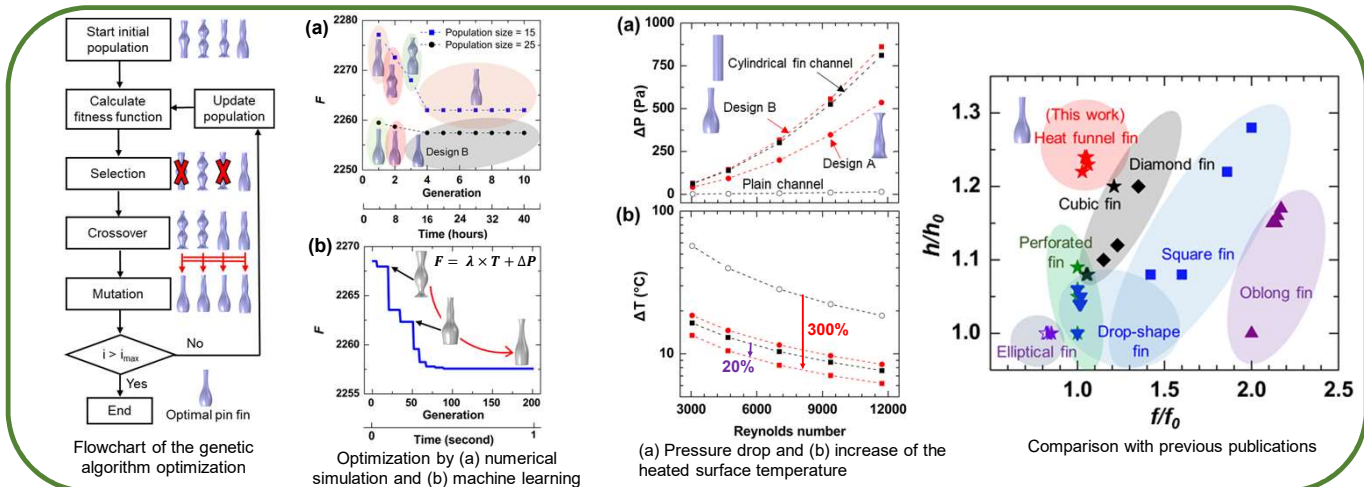 Start initial
population
Calculate
fitness function
Update
population
Selection
Crossover
Mutation
i > imax
No
Yes
End
Optimal pin fin
Flowchart of the genetic
algorithm optimization
(a)
2280
2270
2260
2250
F
Population size = 15
Population size = 25
Design B
0 2 4 6 8 10
Generation
0 8 16 24 32 40
Time (hours)
(b)
2270
2267
2263
2260
2256
F
F = λ × T + ΔP
0 50 100 150 200
Generation
0 1
Time (second)
Optimization by (a) numerical
simulation and (b) machine learning
(a)
1000
750
500
250
0
ΔP (Pa)
Cylindrical fin channel
Design B
Design A
Plain channel
(b)
100
10
ΔT (°C)
300%
20%
3000 6000 9000 12000
Reynolds number
(a) Pressure drop and (b) increase of the
heated surface temperature
1.3
1.2
1.1
1.0
h/h0
(This work)
Heat funnel fin
Diamond fin
Cubic fin
Perforated
fin
Square fin
Oblong fin
Drop-shape
fin
Elliptical fin
1.0 1.5 2.0 2.5
f/f0
Comparison with previous publications